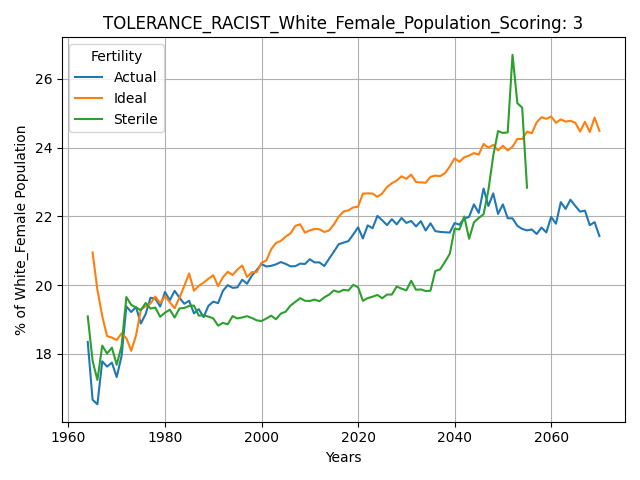 TOLERANCE_RACIST_White_Female_Population_Scoring: 3
Fertility
Actual
Ideal
Sterile
% of White_Female Population
26
24
22
20
18
1960
1980
2000
2020
2040
2060
Years